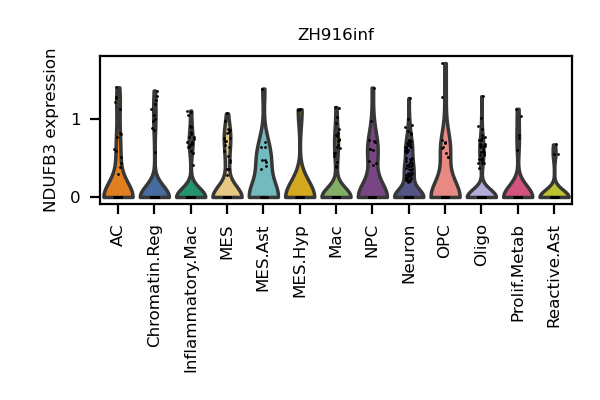 ZH916inf
NDUFB3 expression
1
0
AC
Chromatin.Reg
Inflammatory.Mac
MES
MES.Ast
MES.Hyp
Mac
NPC
Neuron
OPC
Oligo
Prolif.Metab
Reactive.Ast